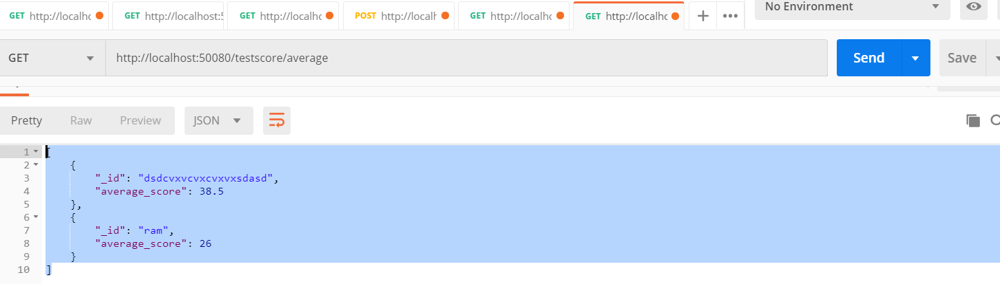 GET http://localhc GET http://localhost:5 GET http://localhc POST http://localh GET http://localhc GET http://localhc + ••• No Environment
GET http://localhost:50080/testscore/average Send Save
Pretty Raw Preview JSON
1 [
2 {
3 "_id": "dsdcvxvcvxcvxvxsdasd",
4 "average_score": 38.5
5 },
6 {
7 "_id": "ram",
8 "average_score": 26
9 }
10 ]